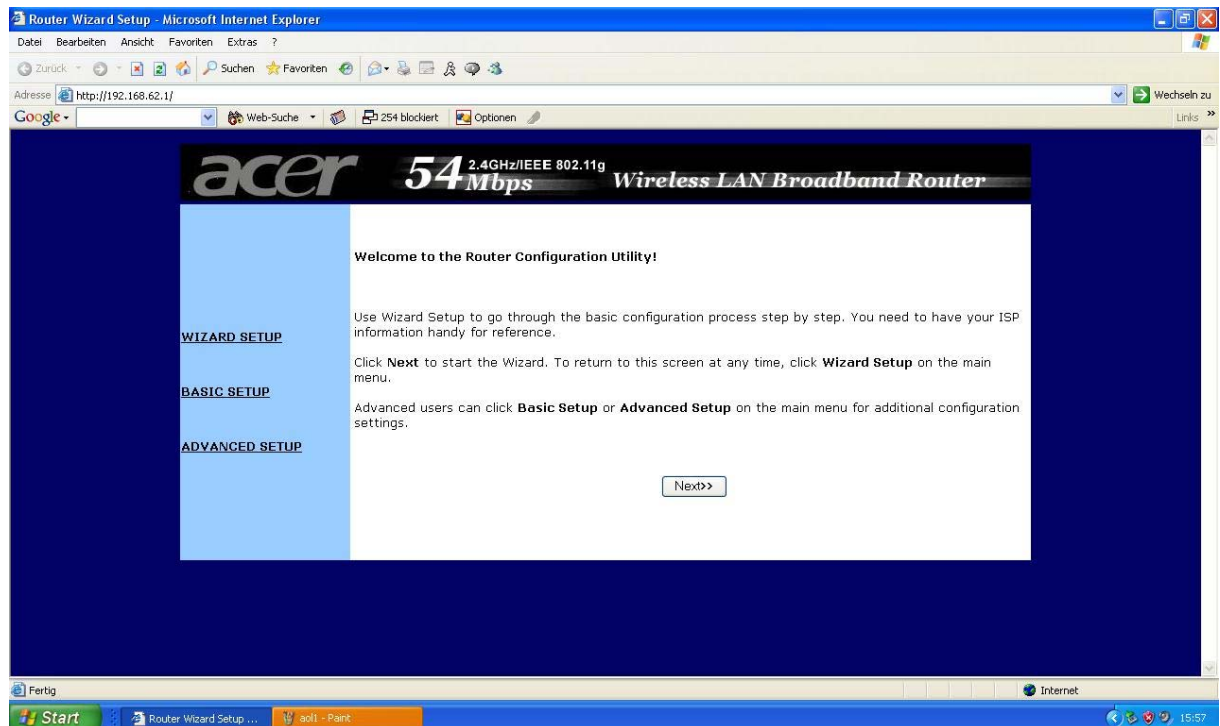 Router Wizard Setup - Microsoft Internet Explorer
Datei Bearbeiten Ansicht Favoriten Extras ?
Zurück Suchen Favoriten
Adresse http://192.168.62.1/ Wechseln zu
Google Web-Suche 254 blockiert Optionen Links »
acer 54 Mbps 2.4GHz/IEEE 802.11g Wireless LAN Broadband Router
Welcome to the Router Configuration Utility!
WIZARD SETUP
BASIC SETUP
ADVANCED SETUP
Use Wizard Setup to go through the basic configuration process step by step. You need to have your ISP
information handy for reference.
Click Next to start the Wizard. To return to this screen at any time, click Wizard Setup on the main
menu.
Advanced users can click Basic Setup or Advanced Setup on the main menu for additional configuration
settings.
Next>>
Fertig Internet
Start Router Wizard Setup ... aol1 - Paint 15:57